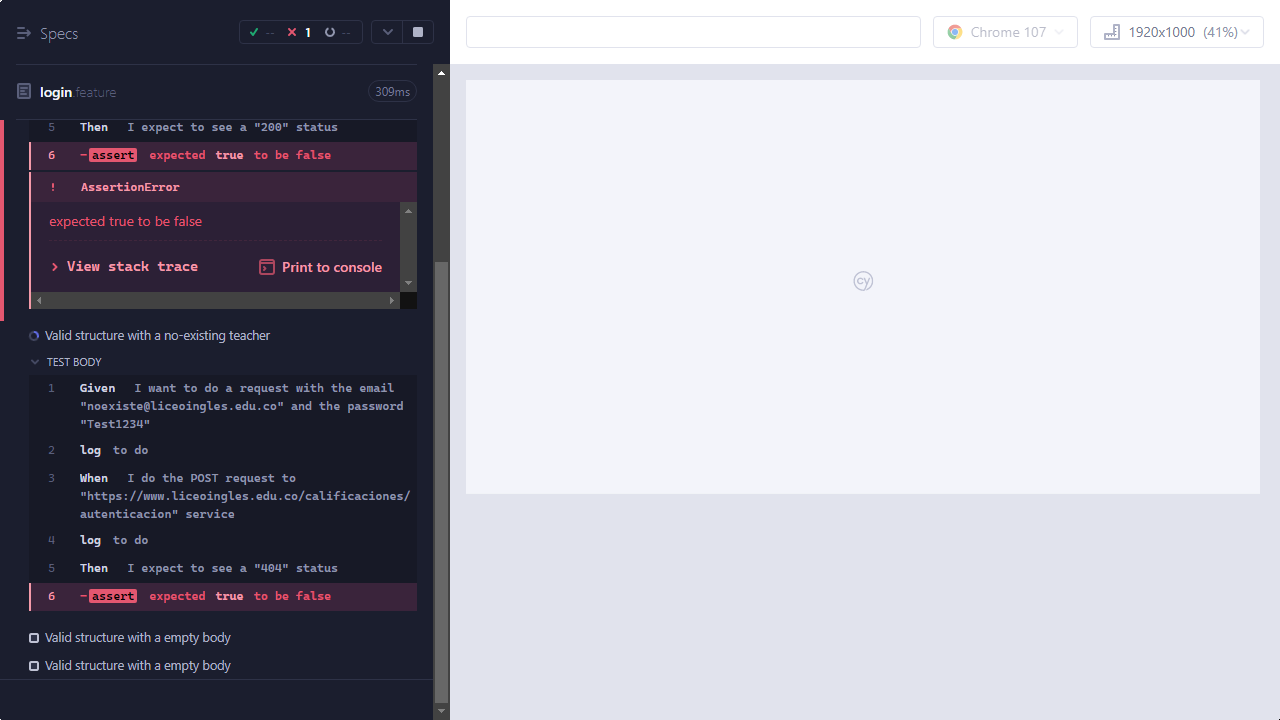 Specs
-- 1 --
Chrome 107
1920x1000 (41%)
login.feature
309ms
5 Then I expect to see a "200" status
6 -assert expected true to be false
! AssertionError
expected true to be false
View stack trace
Print to console
cy
Valid structure with a no-existing teacher
TEST BODY
1 Given I want to do a request with the email
"noexiste@liceoingles.edu.co" and the password
"Test1234"
2 log to do
3 When I do the POST request to
"https://www.liceoingles.edu.co/calificaciones/
autenticacion" service
4 log to do
5 Then I expect to see a "404" status
6 -assert expected true to be false
Valid structure with a empty body
Valid structure with a empty body